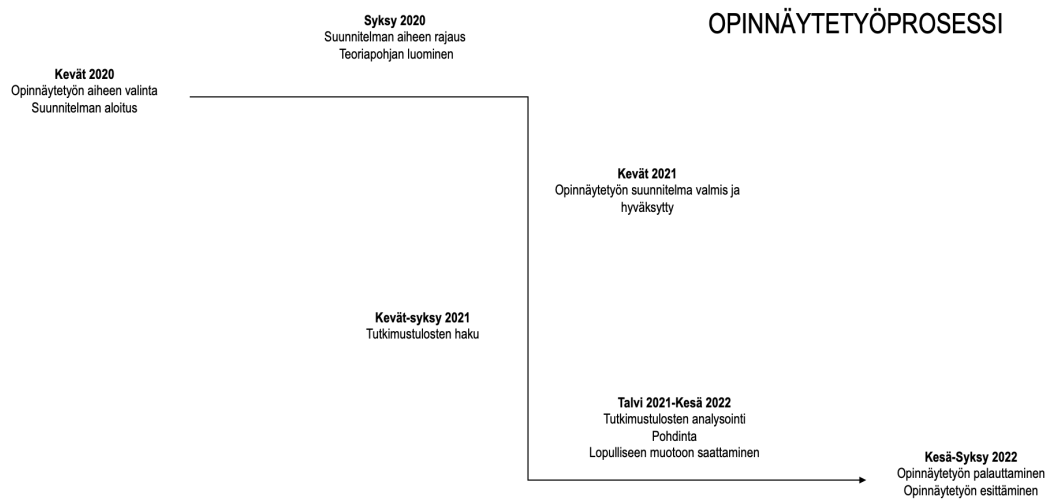 OPINNÄYTETYÖPROSESSI
Kevät 2020
Opinnäytetyön aiheen valinta
Suunnitelman aloitus
Syksy 2020
Suunnitelman aiheen rajaus
Teoriapohjan luominen
Kevät 2021
Opinnäytetyön suunnitelma valmis ja
hyväksytty
Kevät-syksy 2021
Tutkimustulosten haku
Talvi 2021-Kesä 2022
Tutkimustulosten analysointi
Pohdinta
Lopulliseen muotoon saattaminen
Kesä-Syksy 2022
Opinnäytetyön palauttaminen
Opinnäytetyön esittäminen